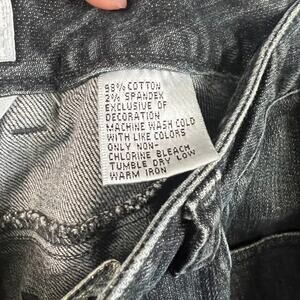 98% COTTON
2% SPANDEX
EXCLUSIVE OF
DECORATION
MACHINE WASH COLD
WITH LIKE COLORS
ONLY NON-
CHLORINE BLEACH
TUMBLE DRY LOW
WARM IRON